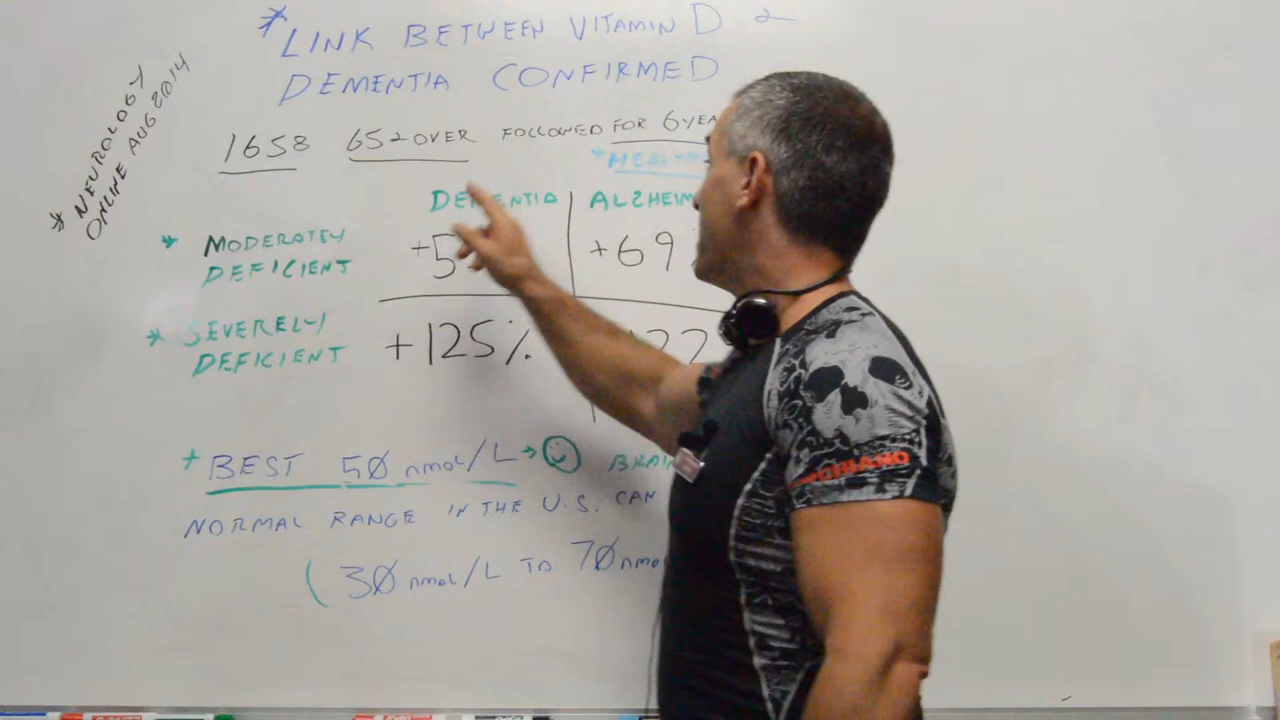 * LINK BETWEEN VITAMIN D &
DEMENTIA CONFIRMED
* NEUROLOGY
ONLINE AUG 2014
1658 65 & OVER FOLLOWED FOR 6 YEA
* HEALTH
DEMENTIA ALZHEIM
* MODERATELY
DEFICIENT
+5
+69%
* SEVERELY
DEFICIENT
+125%
122
+ BEST 50 nmol/L → BRAI
NORMAL RANGE IN THE U.S. CAN
(30 nmol/L TO 70 nmo